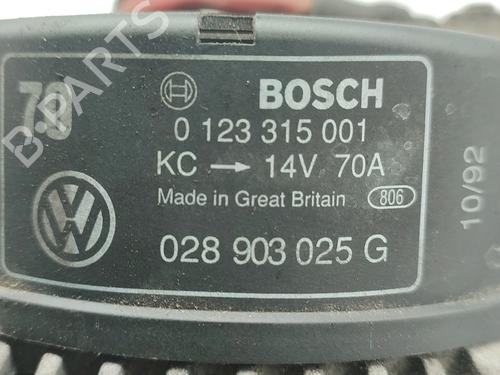 70
BOSCH
0 123 315 001
KC → 14V 70A
Made in Great Britain 806
028 903 025 G
10/92
B-PARTS